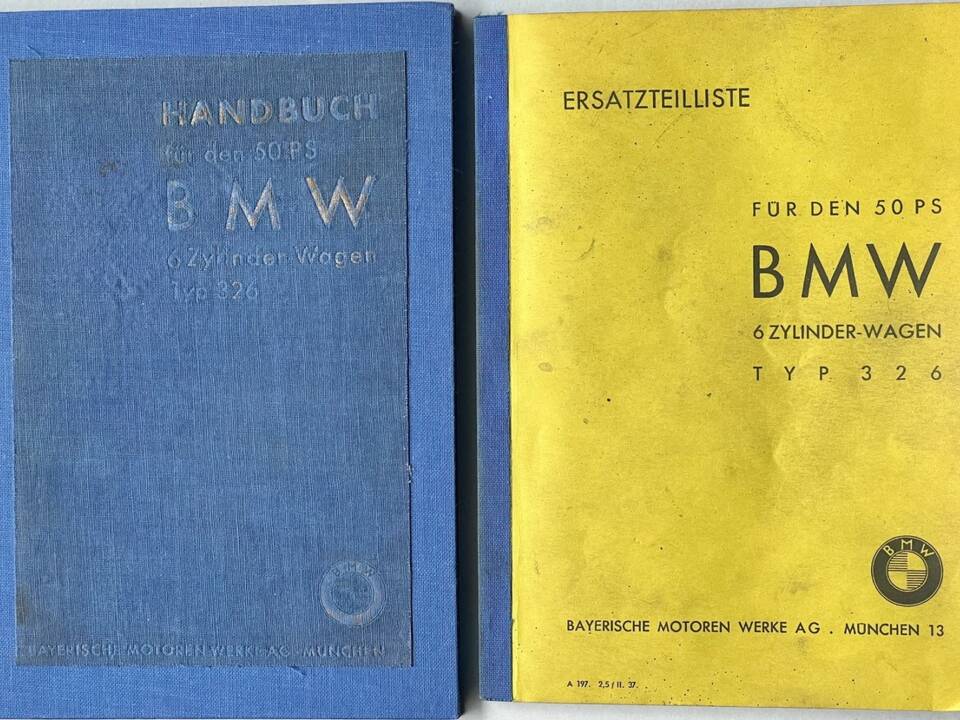 HANDBUCH
für den 50 PS
BMW
6 Zylinder Wagen
Typ 326
BMW
BAYERISCHE MOTOREN WERKE AG - MÜNCHEN
ERSATZTEILLISTE
FÜR DEN 50 PS
BMW
6 ZYLINDER-WAGEN
TYP 326
BMW
BAYERISCHE MOTOREN WERKE AG . MÜNCHEN 13
A 197. 2,5/II. 37.